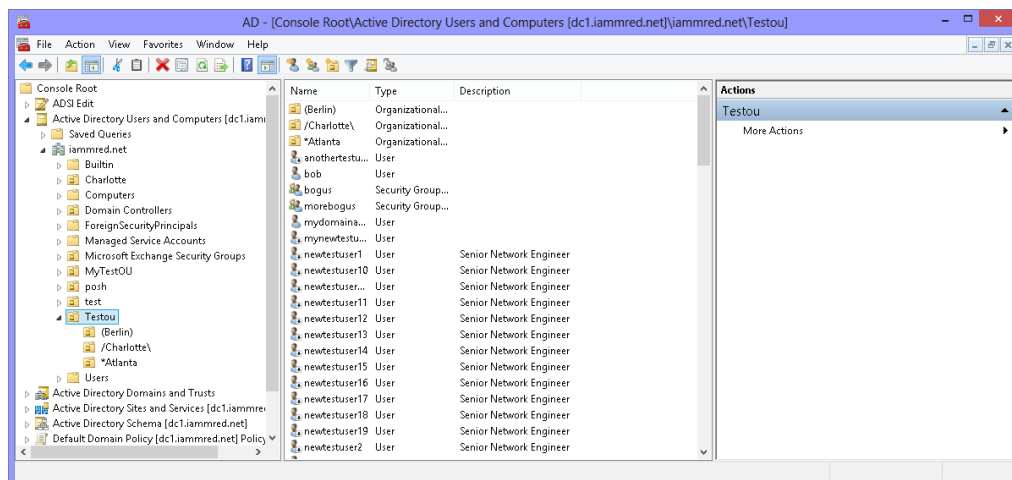 AD - [Console Root\Active Directory Users and Computers [dc1.iammred.net]\iammred.net\Testou]
File Action View Favorites Window Help
Console Root
ADSI Edit
Active Directory Users and Computers [dc1.iam
Saved Queries
iammred.net
Builtin
Charlotte
Computers
Domain Controllers
ForeignSecurityPrincipals
Managed Service Accounts
Microsoft Exchange Security Groups
MyTestOU
posh
test
Testou
(Berlin)
/Charlotte\
*Atlanta
Users
Active Directory Domains and Trusts
Active Directory Sites and Services [dc1.iammre
Active Directory Schema [dc1.iammred.net]
Default Domain Policy [dc1.iammred.net] Policy
Name Type Description
(Berlin) Organizational...
/Charlotte\ Organizational...
*Atlanta Organizational...
anothertestu... User
bob User
bogus Security Group...
morebogus Security Group...
mydomaina... User
mynewtestu... User
newtestuser1 User Senior Network Engineer
newtestuser10 User Senior Network Engineer
newtestuser... User Senior Network Engineer
newtestuser11 User Senior Network Engineer
newtestuser12 User Senior Network Engineer
newtestuser13 User Senior Network Engineer
newtestuser14 User Senior Network Engineer
newtestuser15 User Senior Network Engineer
newtestuser16 User Senior Network Engineer
newtestuser17 User Senior Network Engineer
newtestuser18 User Senior Network Engineer
newtestuser19 User Senior Network Engineer
newtestuser2 User Senior Network Engineer
Actions
Testou
More Actions